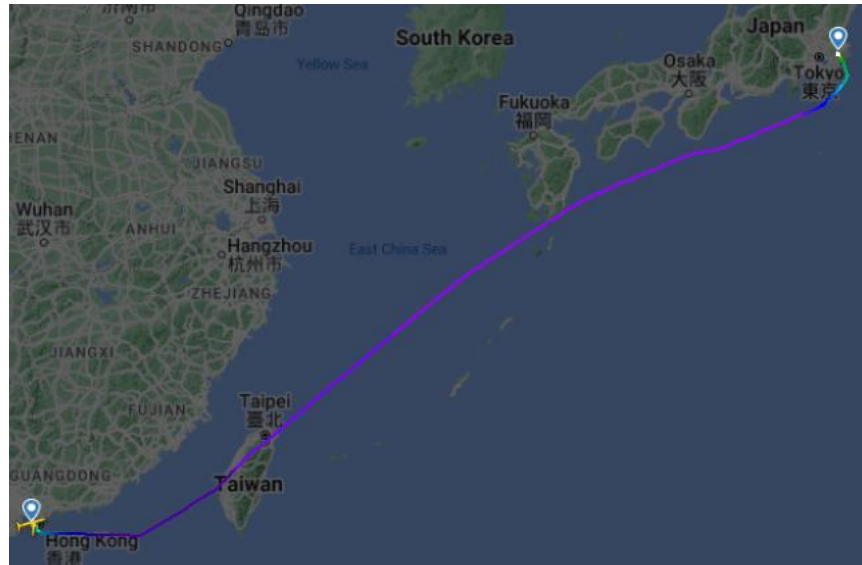 Qingdao
青岛市
SHANDONG
South Korea
Japan
Yellow Sea
Osaka
大阪
Tokyo
東京
Fukuoka
福岡
HENAN
JIANGSU
Shanghai
上海
Wuhan
武汉市
ANHUI
Hangzhou
杭州市
East China Sea
ZHEJIANG
JIANGXI
Taipei
臺北
FUJIAN
GUANGDONG
Taiwan
Hong Kong
香港